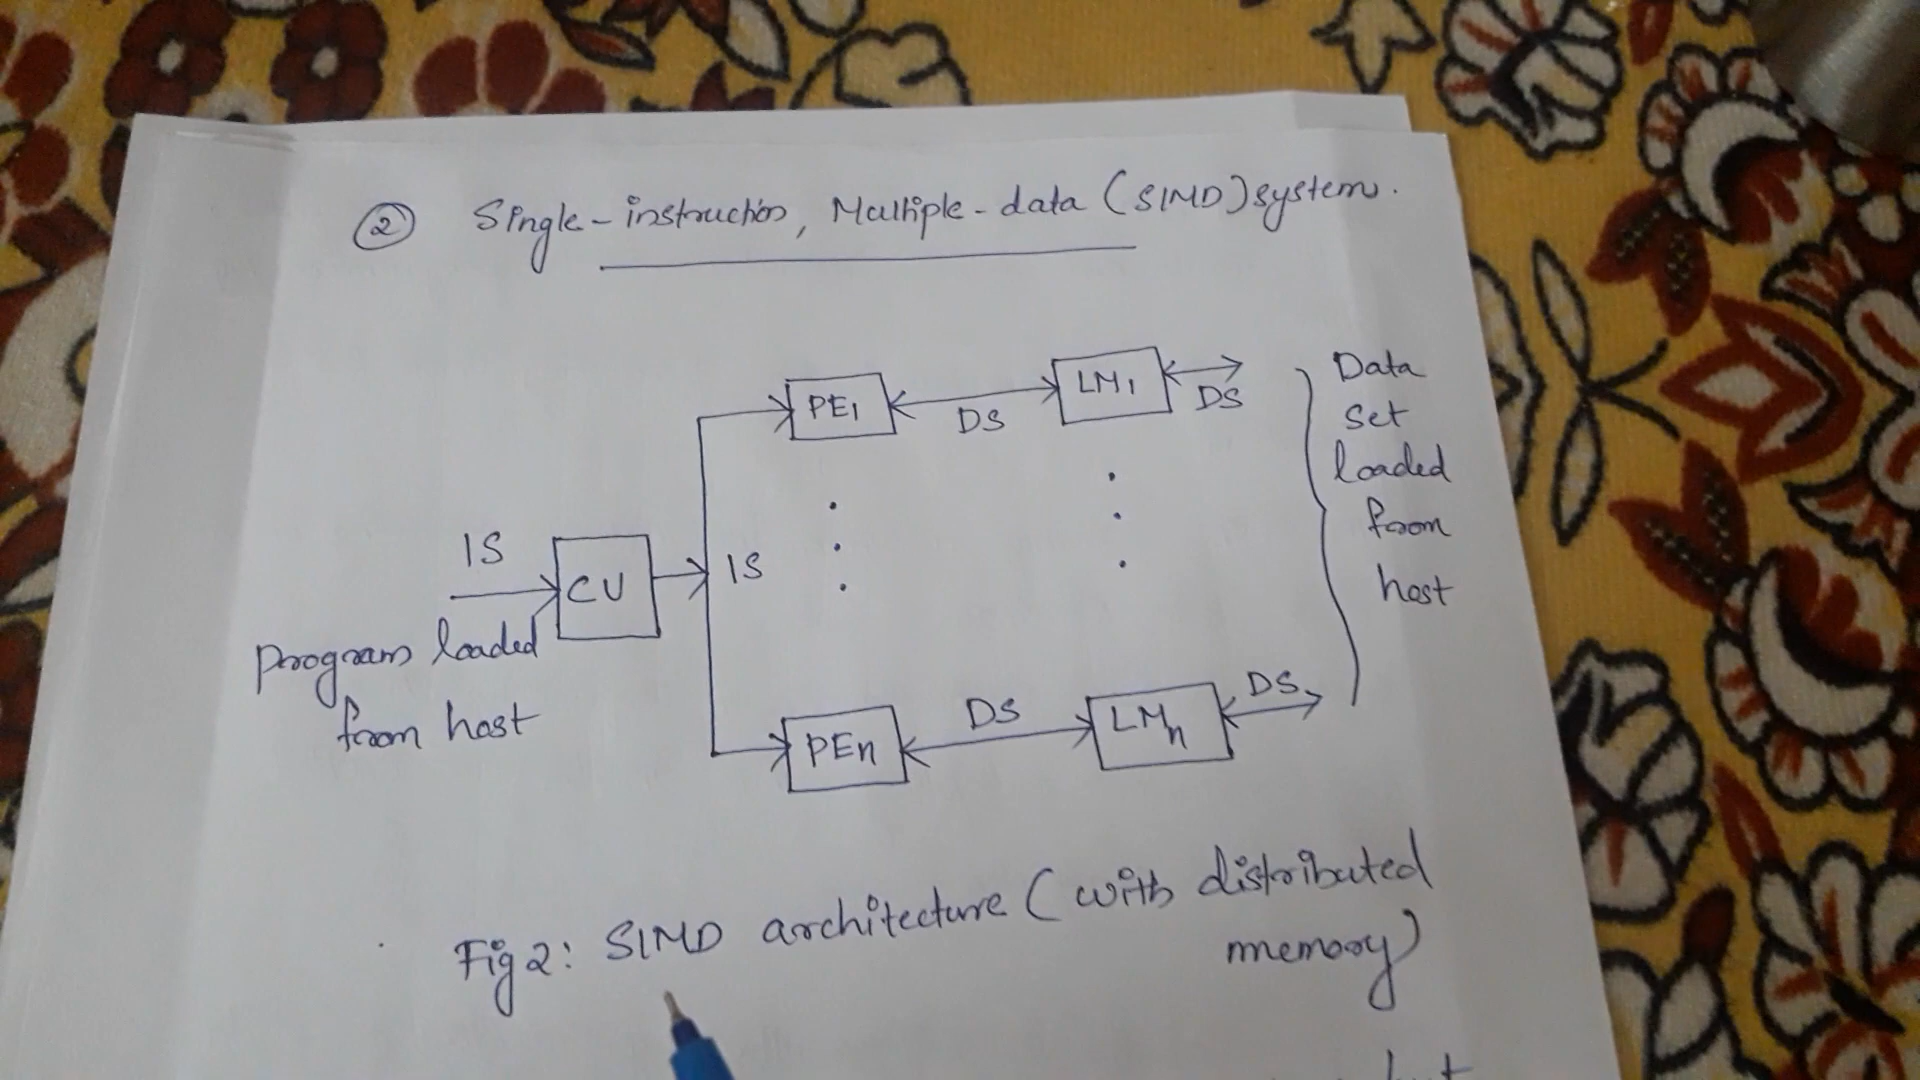 ② Single-instruction, Multiple-data (SIMD) system.
PE1
DS
LM1
DS
Data
Set
loaded
from
host
IS
CU
IS
Program loaded
from host
PEn
DS
LMn
DS
Fig 2: SIMD architecture (with distributed
memory)